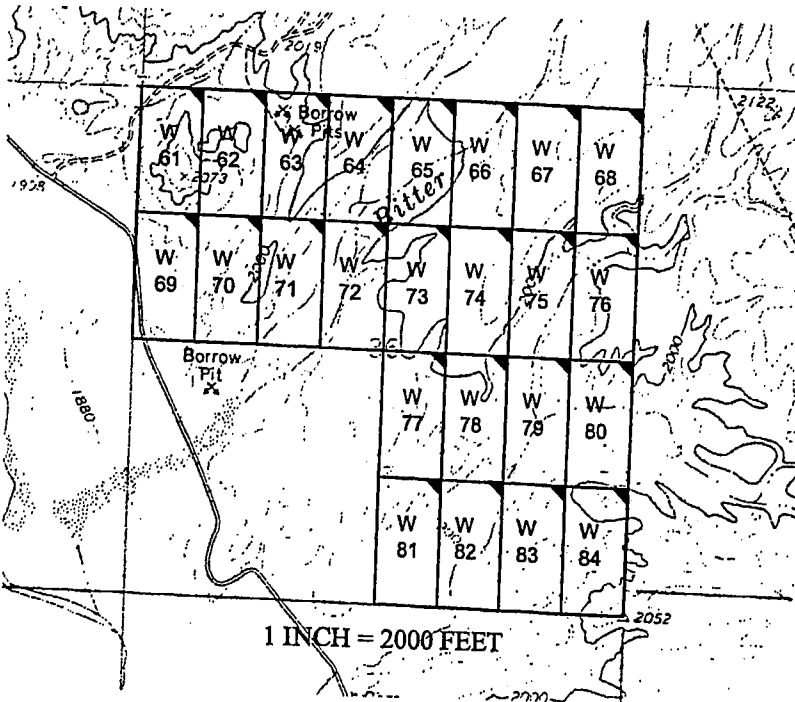 2019
2122
Borrow
Pits
W
61
W
62
W
63
W
64
W
65
W
66
W
67
W
68
2073
Bitter
W
69
W
70
2000
W
71
W
72
W
73
W
74
W
75
W
76
2000
Borrow
Pit
1880
W
77
W
78
W
79
W
80
W
81
W
82
W
83
W
84
2052
1 INCH = 2000 FEET
2000